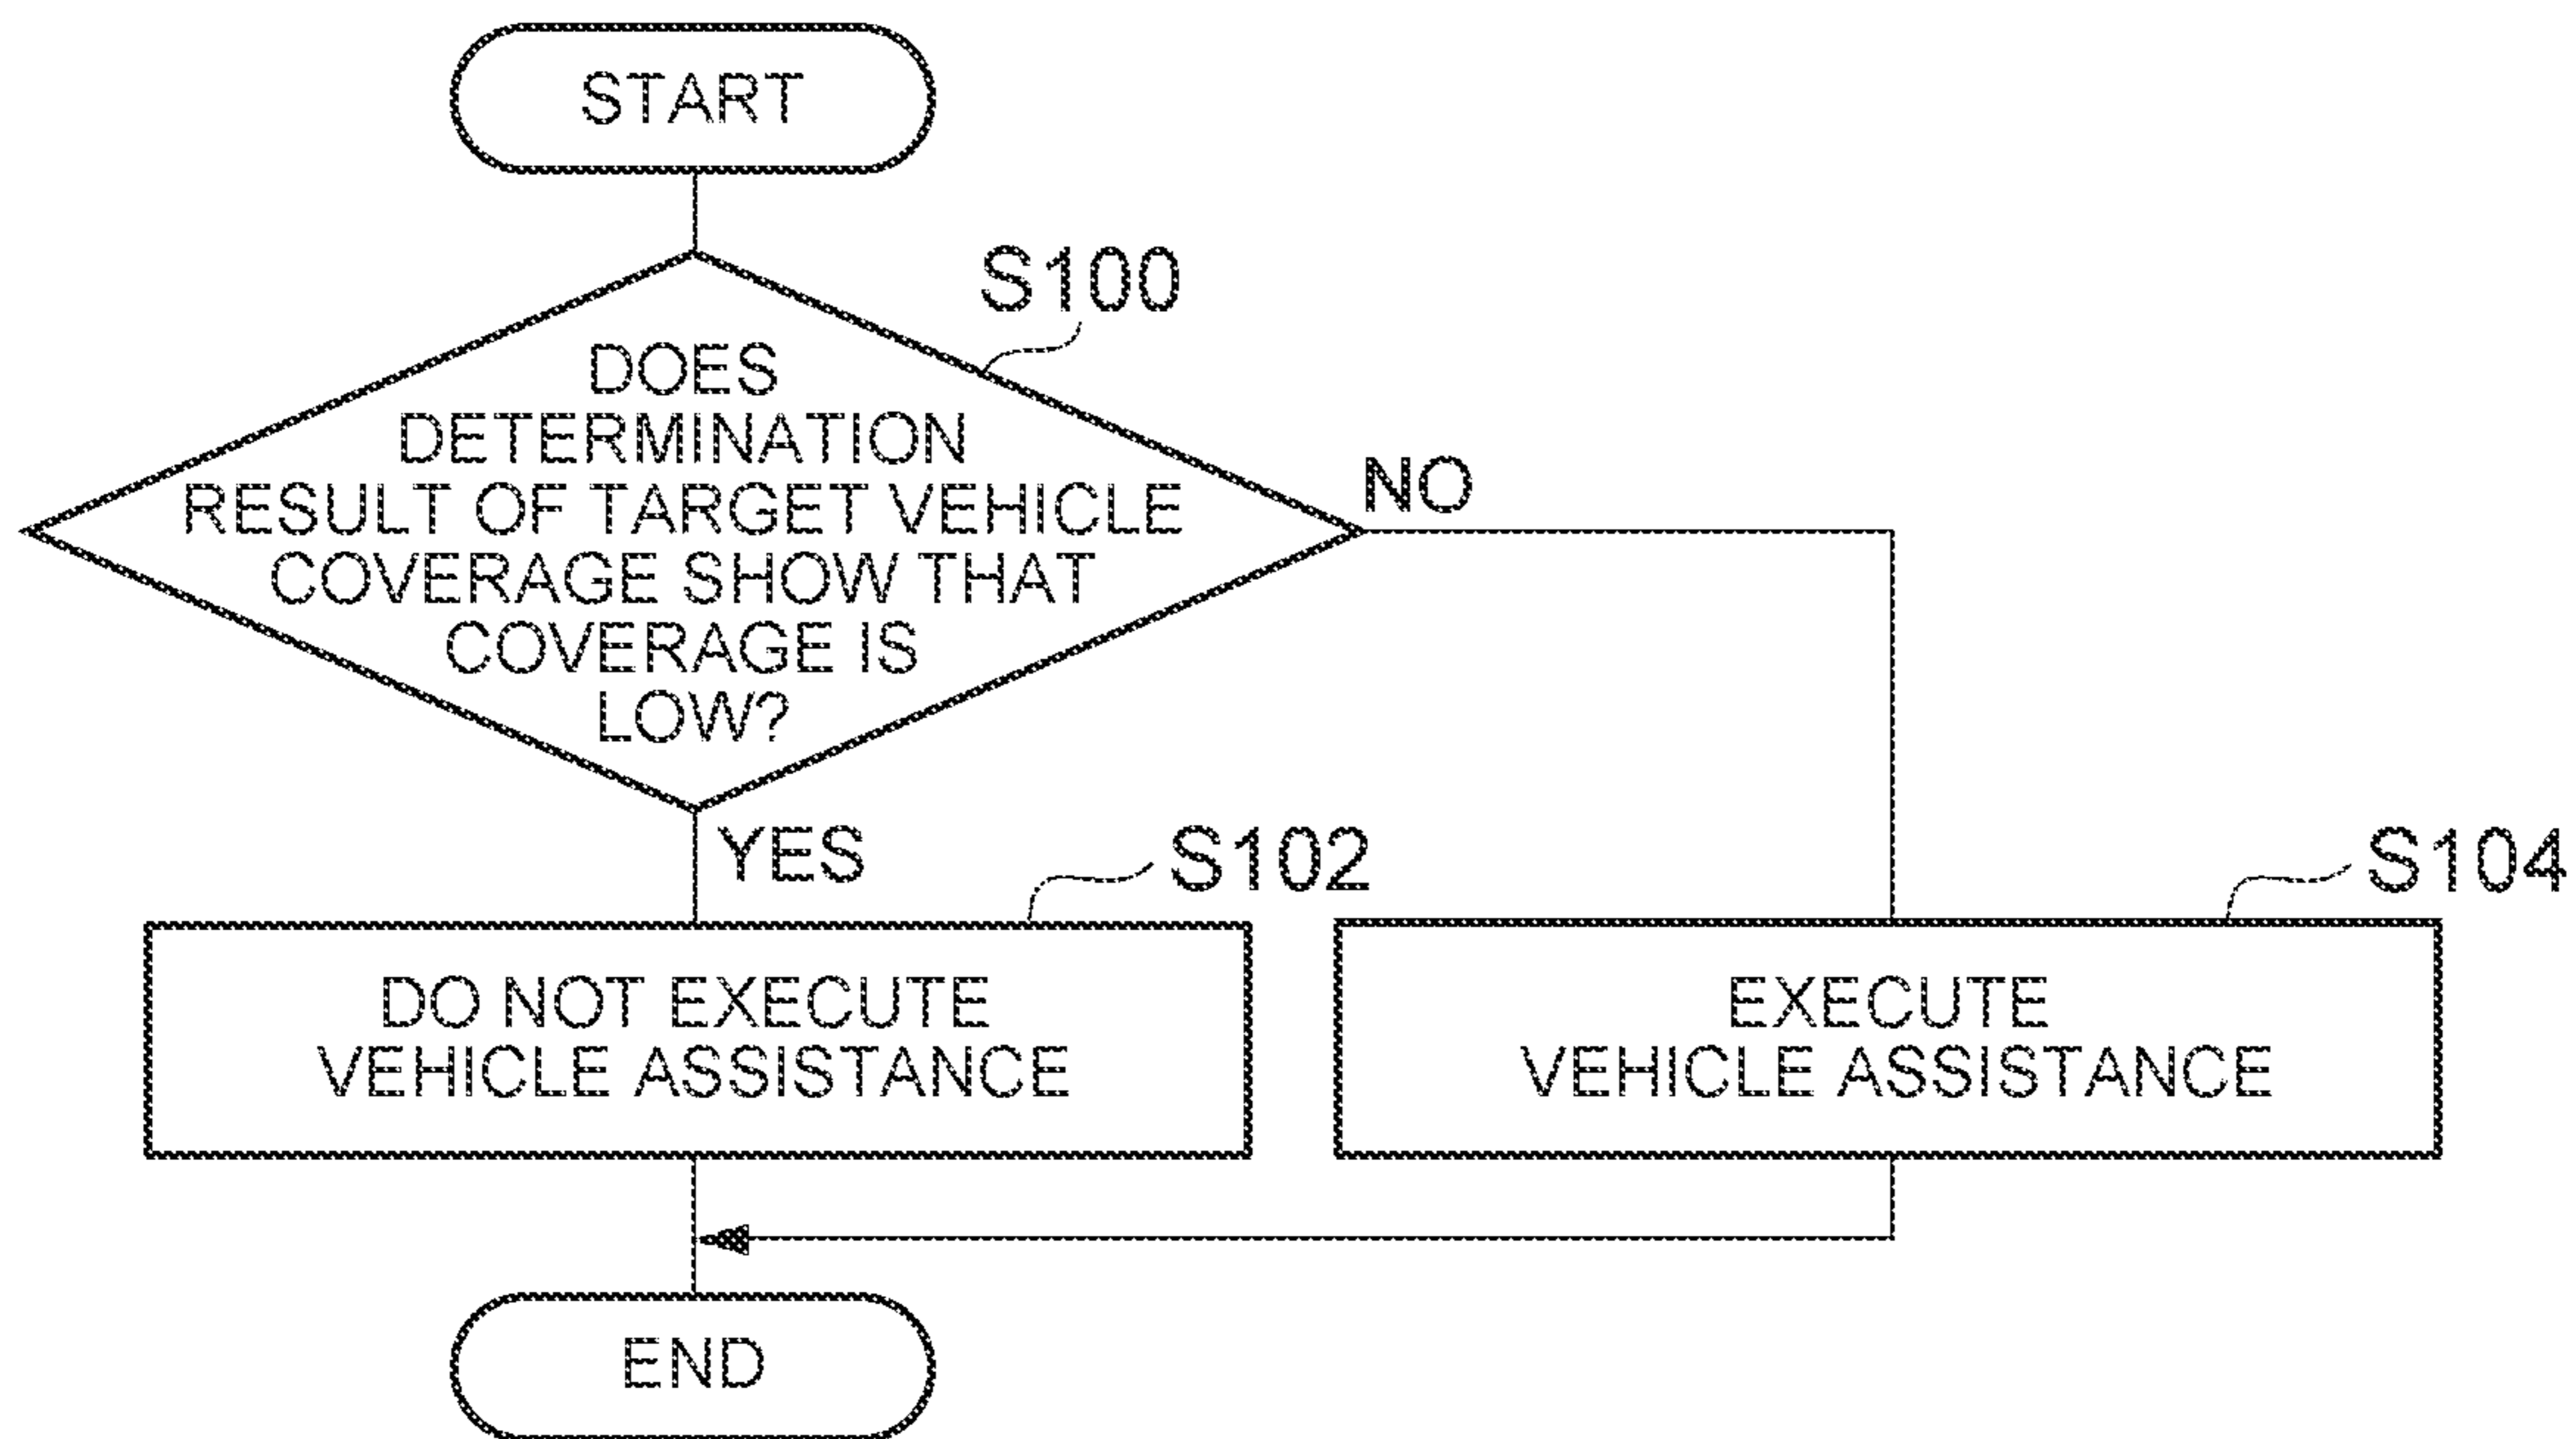 START
S100
DOES
DETERMINATION
RESULT OF TARGET VEHICLE
COVERAGE SHOW THAT
COVERAGE IS
LOW?
NO
YES
S102
S104
DO NOT EXECUTE
VEHICLE ASSISTANCE
EXECUTE
VEHICLE ASSISTANCE
END